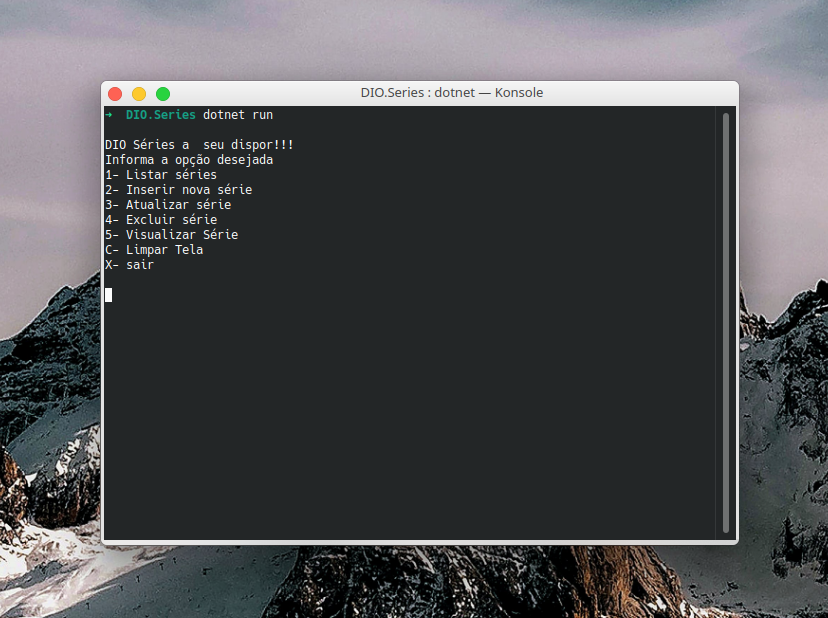 DIO.Series : dotnet — Konsole
➜  DIO.Series dotnet run
DIO Séries a  seu dispor!!!
Informa a opção desejada
1- Listar séries
2- Inserir nova série
3- Atualizar série
4- Excluir série
5- Visualizar Série
C- Limpar Tela
X- sair